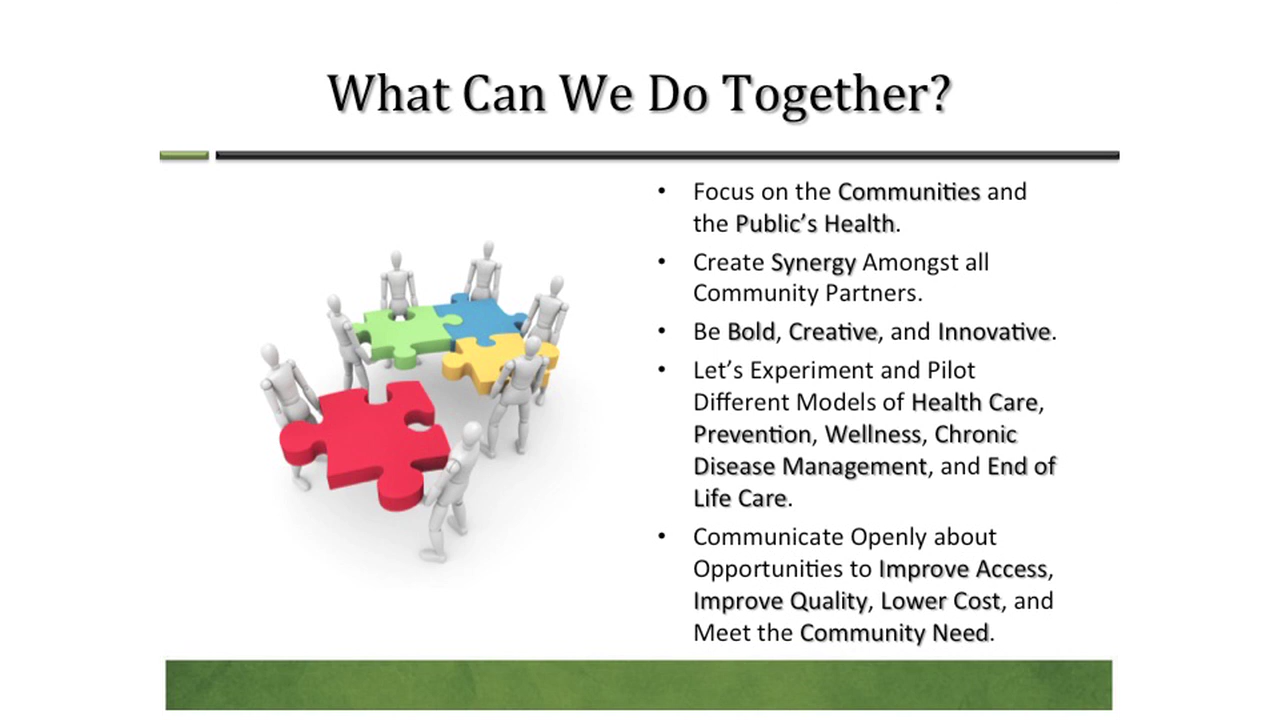 What Can We Do Together?
• Focus on the Communities and
the Public’s Health.
• Create Synergy Amongst all
Community Partners.
• Be Bold, Creative, and Innovative.
• Let’s Experiment and Pilot
Different Models of Health Care,
Prevention, Wellness, Chronic
Disease Management, and End of
Life Care.
• Communicate Openly about
Opportunities to Improve Access,
Improve Quality, Lower Cost, and
Meet the Community Need.